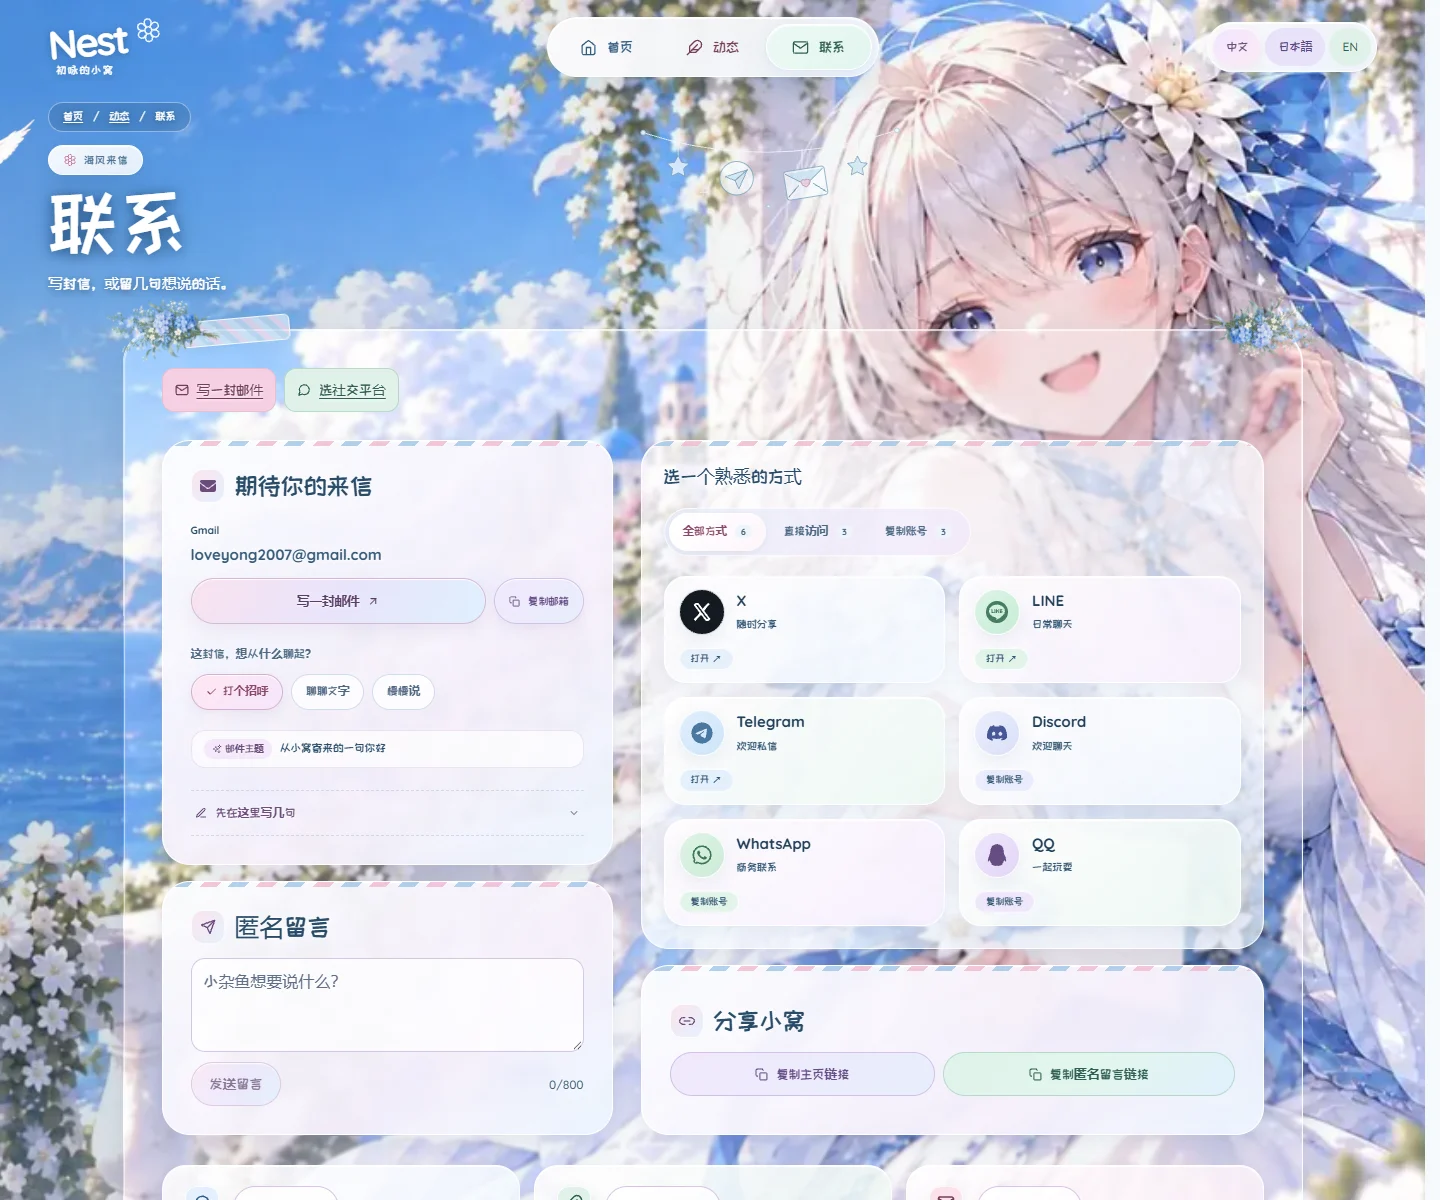 Nest
初咏的小窝
首页
动态
联系
中文
日本語
EN
首页 / 动态 / 联系
海风来信
联系
写封信，或留几句想说的话。
写一封邮件
选社交平台
期待你的来信
Gmail
loveyong2007@gmail.com
写一封邮件
复制邮箱
这封信，想从什么聊起？
打个招呼
聊聊文字
慢慢说
邮件主题
从小窝寄来的一句你好
先在这里写几句
匿名留言
小杂鱼想要说什么？
发送留言
0/800
选一个熟悉的方式
全部方式 6
直接访问 3
复制账号 3
X
随时分享
打开 ↗
LINE
日常聊天
打开 ↗
Telegram
欢迎私信
打开 ↗
Discord
欢迎聊天
复制账号
WhatsApp
商务联系
复制账号
QQ
一起玩耍
复制账号
分享小窝
复制主页链接
复制匿名留言链接